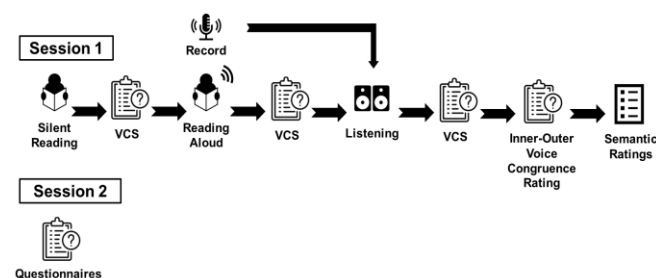 Session 1
Record
Silent
Reading
VCS
Reading
Aloud
VCS
Listening
VCS
Inner-Outer
Voice
Congruence
Rating
Semantic
Ratings
Session 2
Questionnaires